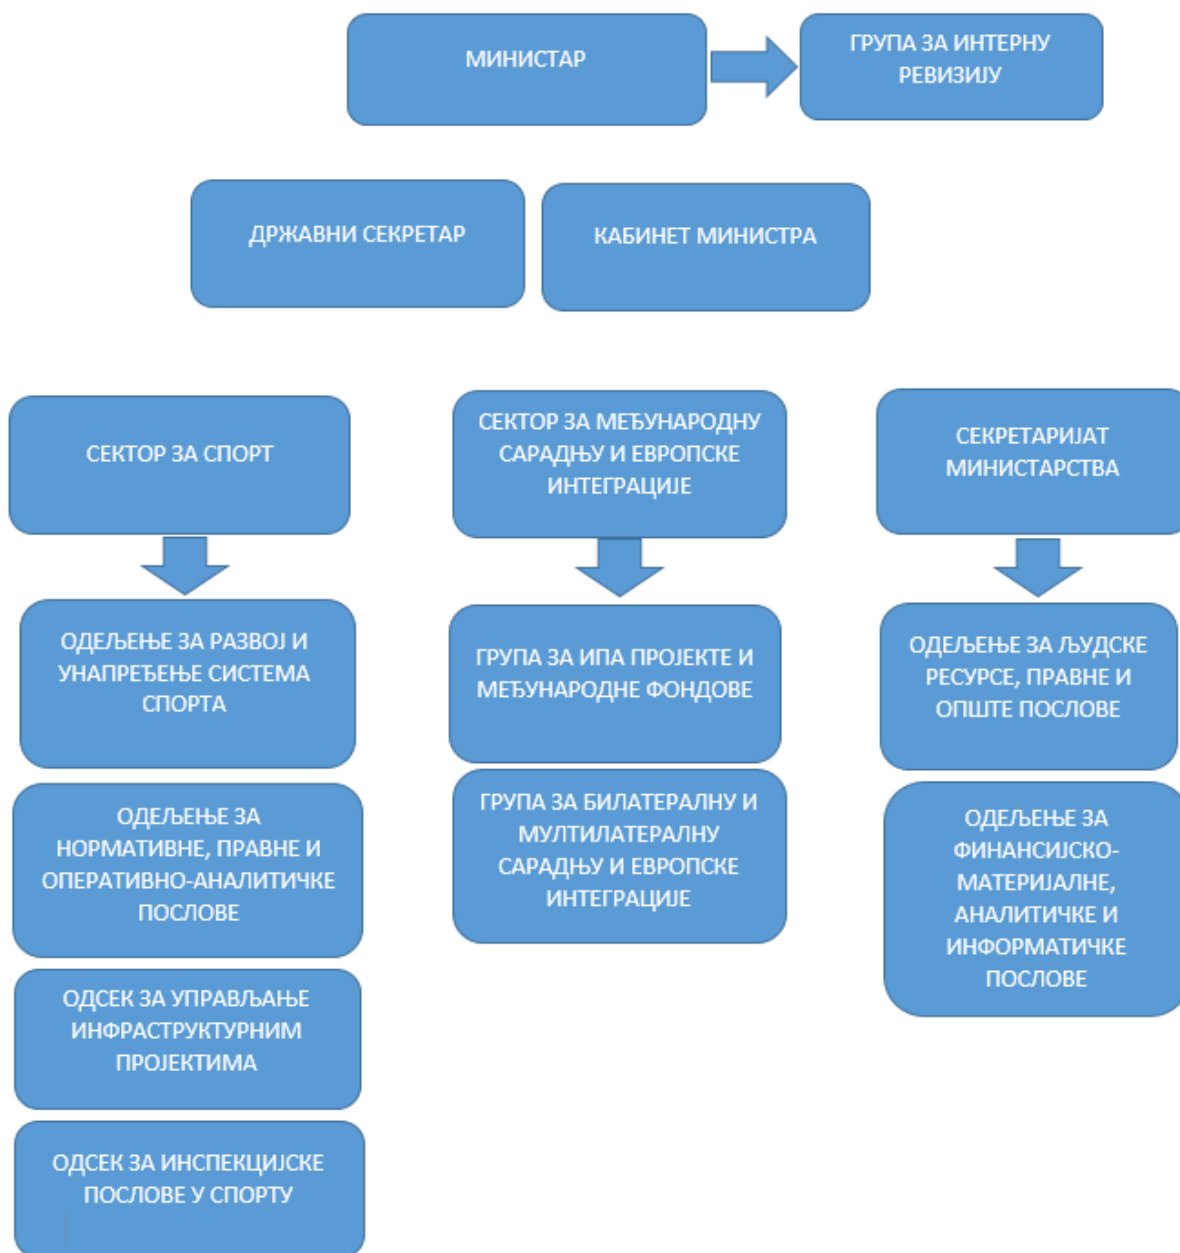 МИНИСТАР
ГРУПА ЗА ИНТЕРНУ
РЕВИЗИЈУ
ДРЖАВНИ СЕКРЕТАР
КАБИНЕТ МИНИСТРА
СЕКТОР ЗА СПОРТ
СЕКТОР ЗА МЕЂУНАРОДНУ
САРАДЊУ И ЕВРОПСКЕ
ИНТЕГРАЦИЈЕ
СЕКРЕТАРИЈАТ
МИНИСТАРСТВА
ОДЕЉЕЊЕ ЗА РАЗВОЈ И
УНАПРЕЂЕЊЕ СИСТЕМА
СПОРТА
ГРУПА ЗА ИПА ПРОЈЕКТЕ И
МЕЂУНАРОДНЕ ФОНДОВЕ
ОДЕЉЕЊЕ ЗА ЉУДСКЕ
РЕСУРСЕ, ПРАВНЕ И
ОПШТЕ ПОСЛОВЕ
ОДЕЉЕЊЕ ЗА
НОРМАТИВНЕ, ПРАВНЕ И
ОПЕРАТИВНО-АНАЛИТИЧКЕ
ПОСЛОВЕ
ГРУПА ЗА БИЛАТЕРАЛНУ И
МУЛТИЛАТЕРАЛНУ
САРАДЊУ И ЕВРОПСКЕ
ИНТЕГРАЦИЈЕ
ОДЕЉЕЊЕ ЗА
ФИНАНСИЈСКО-
МАТЕРИЈАЛНЕ,
АНАЛИТИЧКЕ И
ИНФОРМАТИЧКЕ
ПОСЛОВЕ
ОДСЕК ЗА УПРАВЉАЊЕ
ИНФРАСТРУКТУРНИМ
ПРОЈЕКТИМА
ОДСЕК ЗА ИНСПЕКЦИЈСКЕ
ПОСЛОВЕ У СПОРТУ